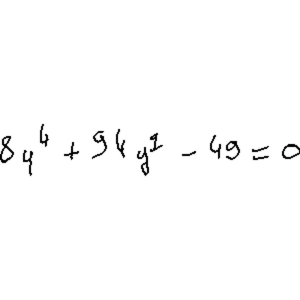 8y⁴ + 94y² - 49 = 0